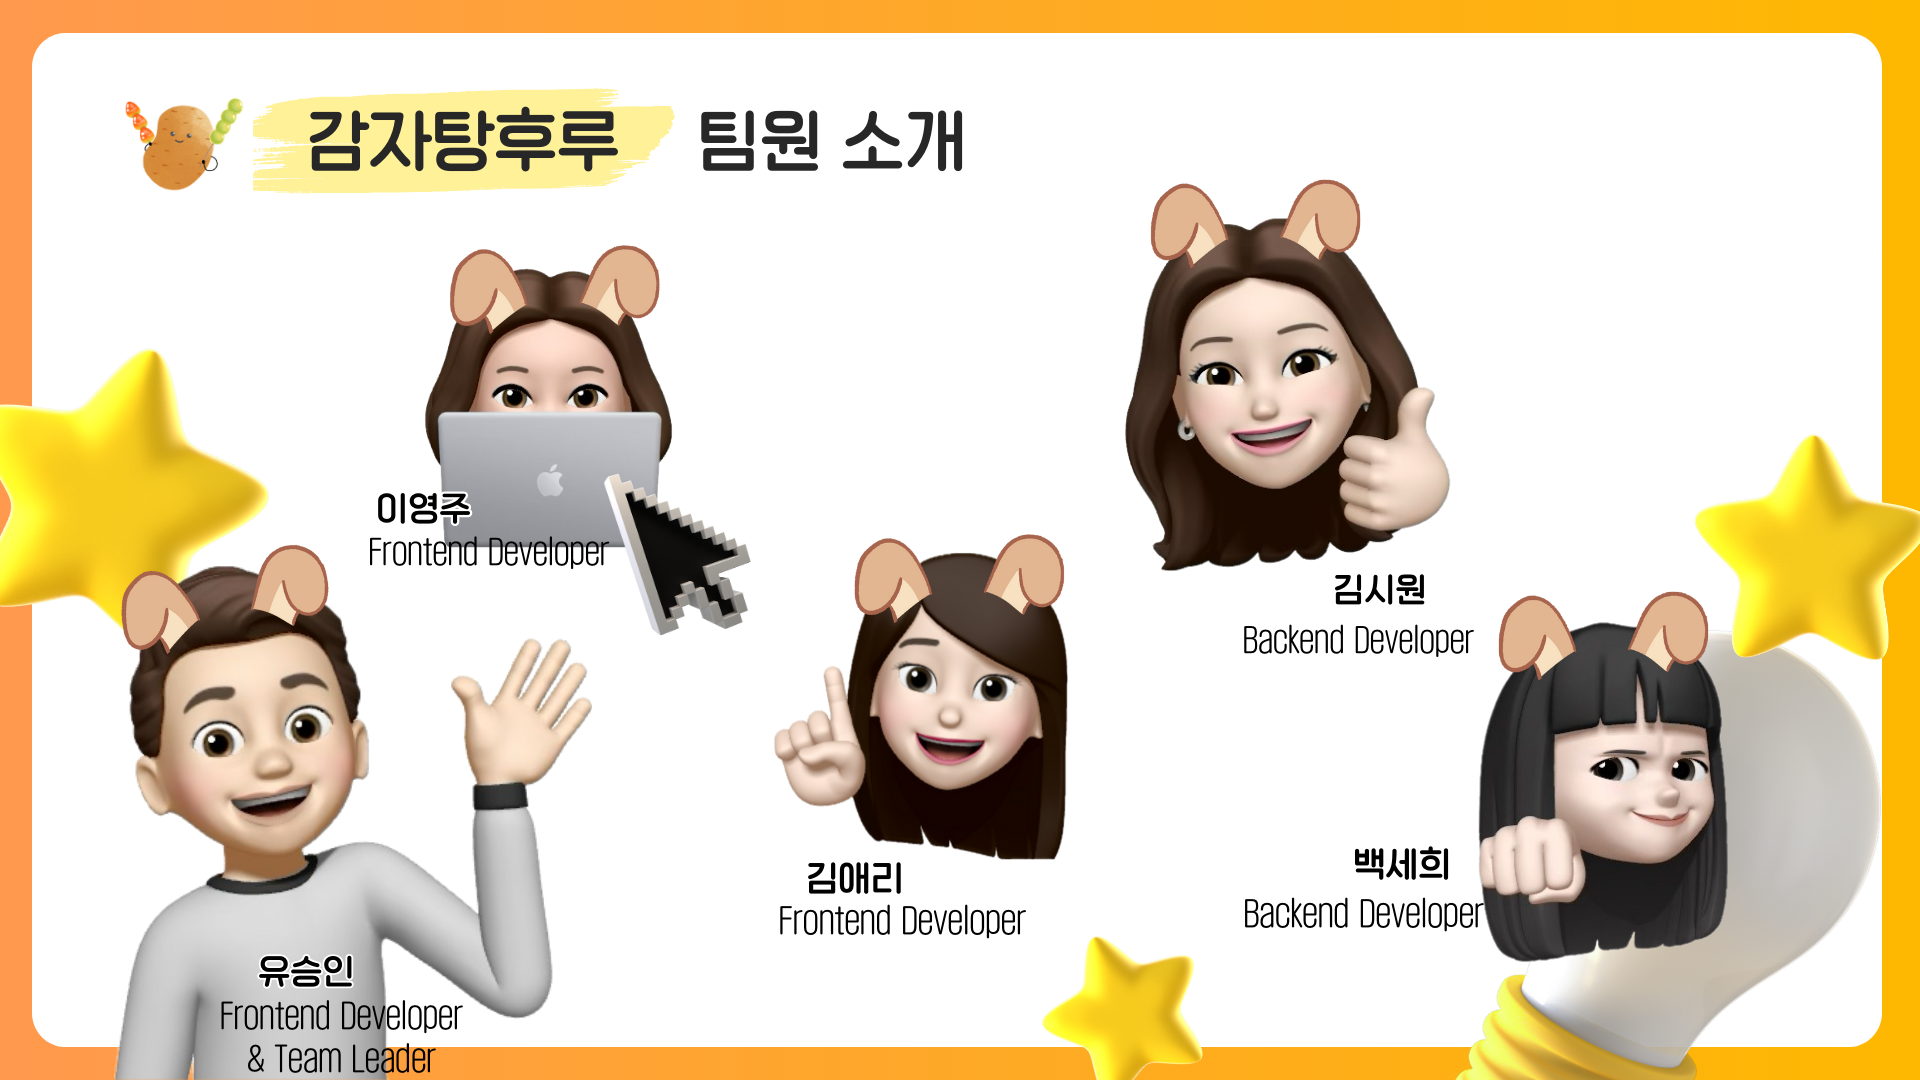 감자탕후루 팀원 소개
이영주
Frontend Developer
김시원
Backend Developer
김애리
Frontend Developer
백세희
Backend Developer
유승인
Frontend Developer
& Team Leader